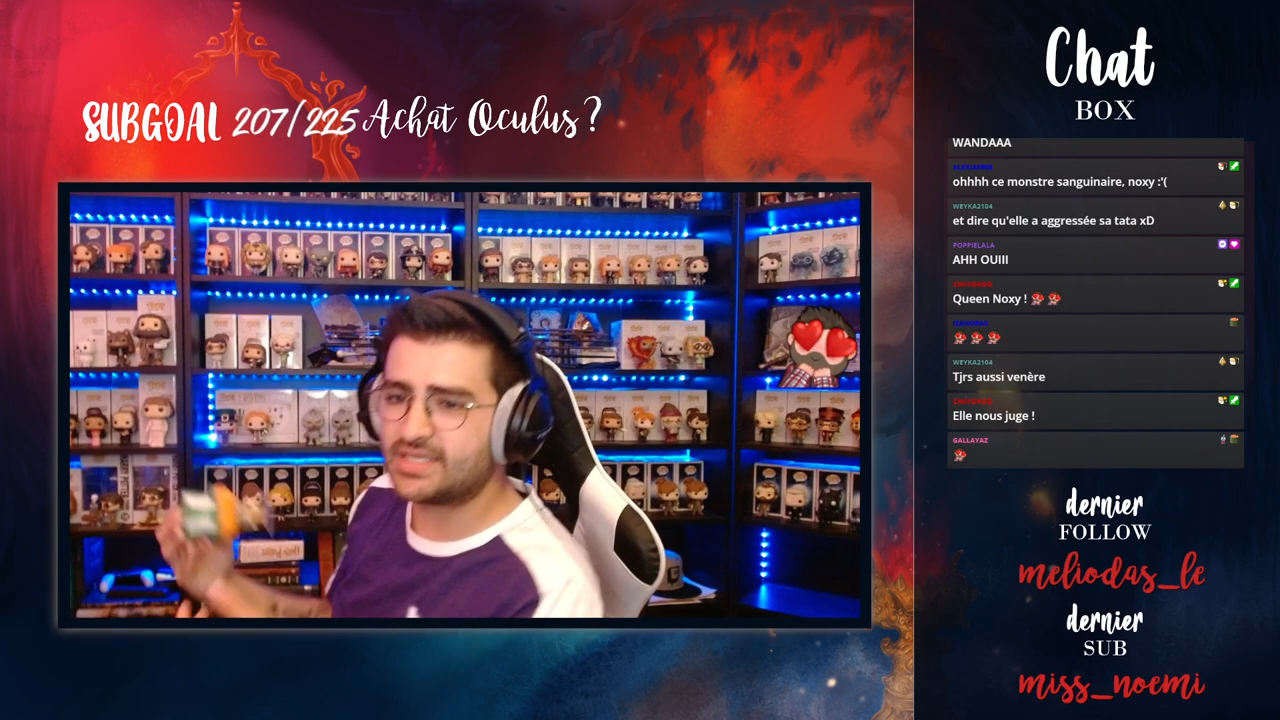 SUBGOAL 207/225 Achat Oculus ?
Chat
BOX
WANDAAA
ohhhh ce monstre sanguinaire, noxy :'(
WEYKA2104
et dire qu'elle a aggressée sa tata xD
POPPIELALA
AHH OUIII
Queen Noxy !
WEYKA2104
Tjrs aussi venère
Elle nous juge !
GALLAYAZ
dernier
FOLLOW
meliodas_le
dernier
SUB
miss_noemi